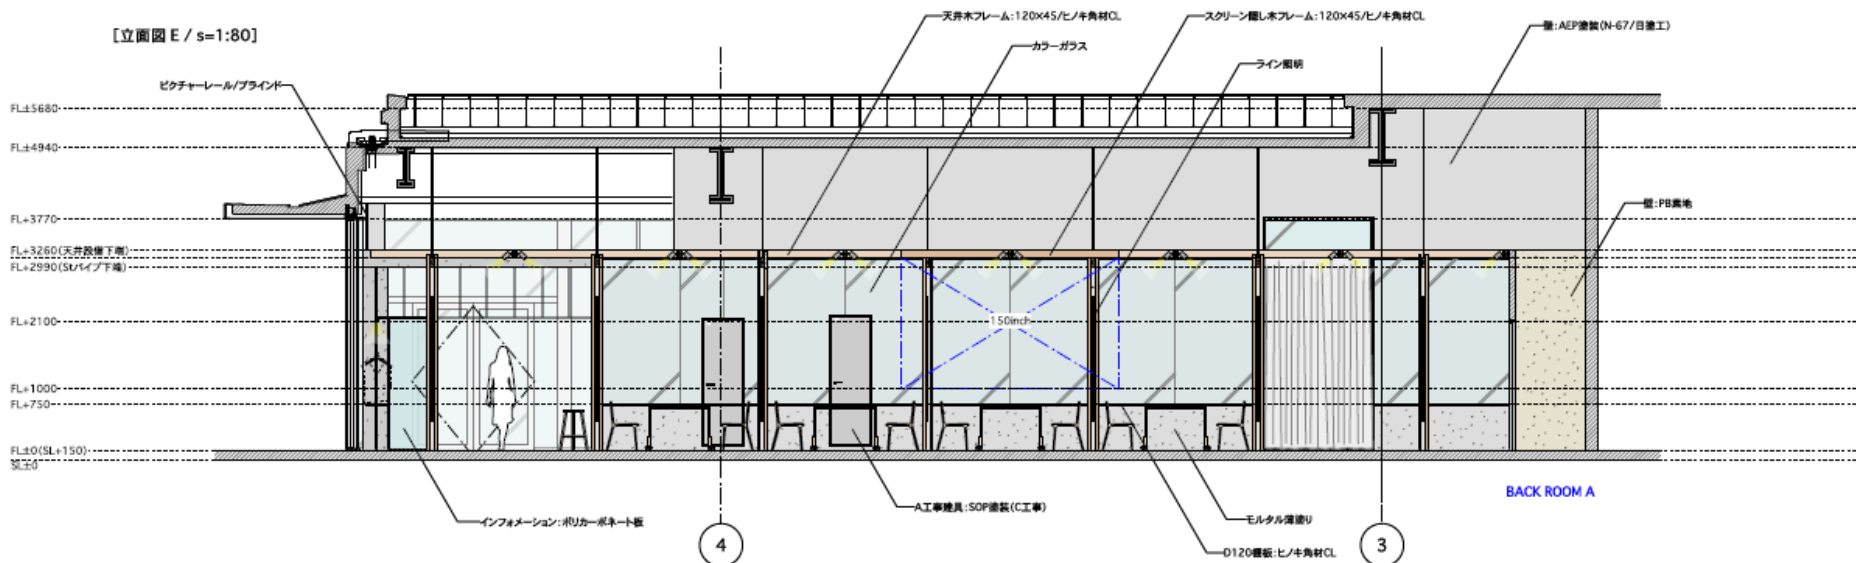 [立面図 E / s=1:80]
天井木フレーム:120×45/ヒノキ角材CL
スクリーン隠し木フレーム:120×45/ヒノキ角材CL
壁:AEP塗装(N-67/日塗工)
カラーガラス
ライン照明
ピクチャーレール/ブラインド
FL±5680
FL±4940
壁:PB素地
FL+3770
FL+3260(天井設備下端)
FL+2990(Stパイプ下端)
FL+2100
150inch
FL+1000
FL+750
FL±0(SL+150)
SL±0
BACK ROOM A
インフォメーション:ポリカーボネート板
A工事建具:SOP塗装(C工事)
モルタル薄塗り
D120棚板:ヒノキ角材CL
4
3